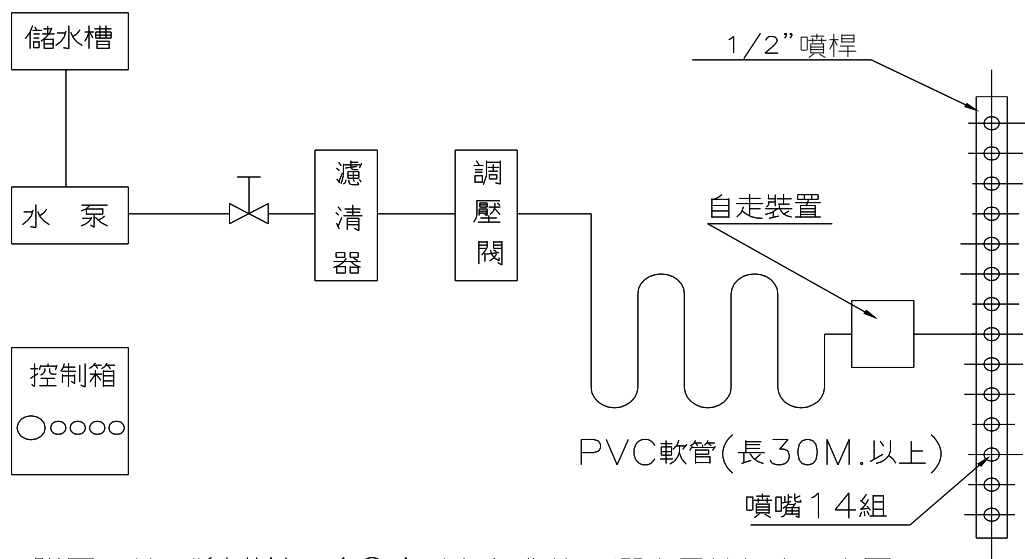 儲水槽
1/2”噴桿
濾清器
調壓閥
水 泵
自走裝置
控制箱
PVC軟管(長30M.以上)
噴嘴14組